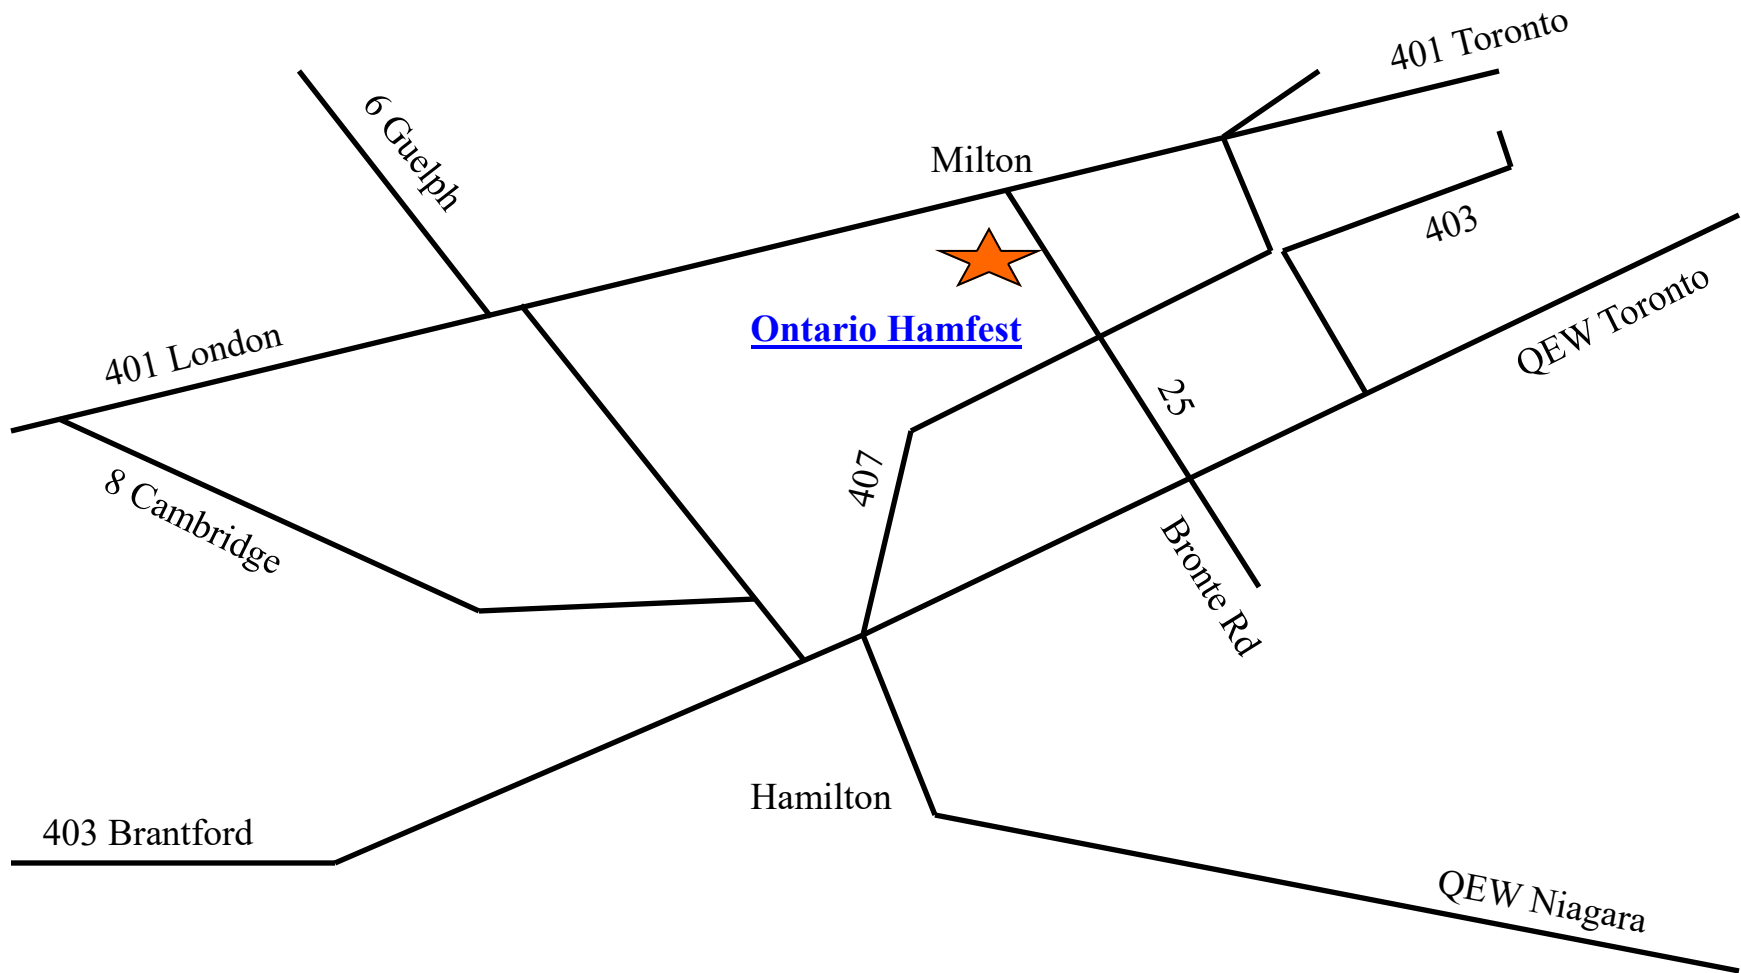 401 Toronto
6 Guelph
Milton
403
QEW Toronto
Ontario Hamfest
401 London
25
407
8 Cambridge
Bronte Rd
Hamilton
403 Brantford
QEW Niagara